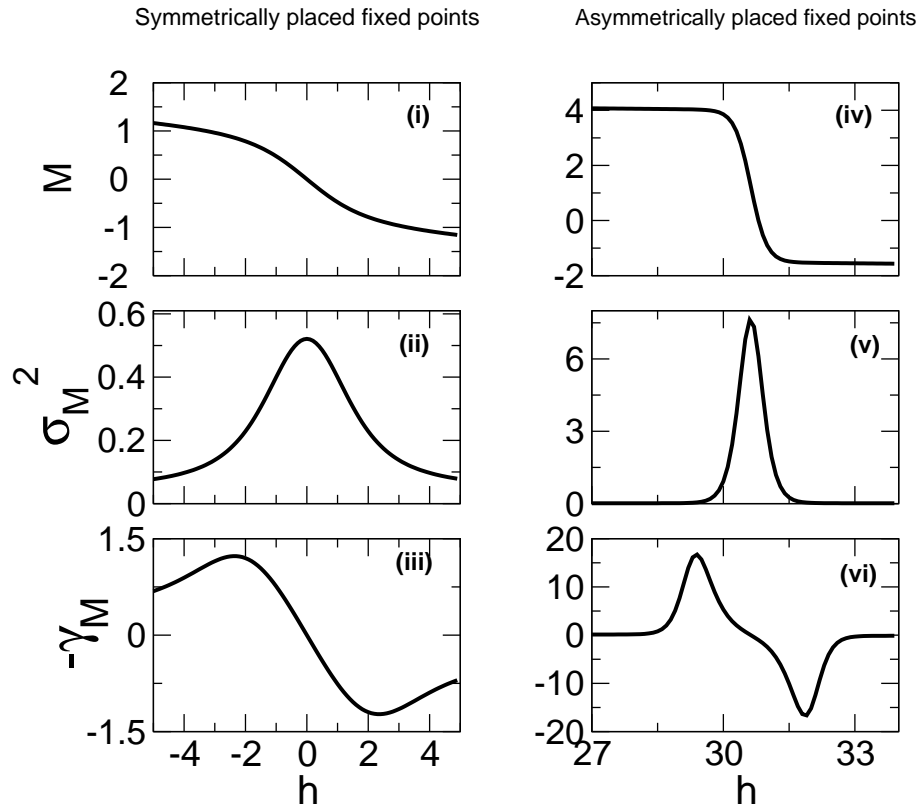 Symmetrically placed fixed points
Asymmetrically placed fixed points
2
1
0
-1
-2
M
(i)
4
2
0
-2
(iv)
0.6
0.4
0.2
0
σ_M^2
(ii)
6
3
0
(v)
1.5
0
-1.5
-γ_M
(iii)
-4 -2 0 2 4
h
20
10
0
-10
-20
(vi)
27 30 33
h